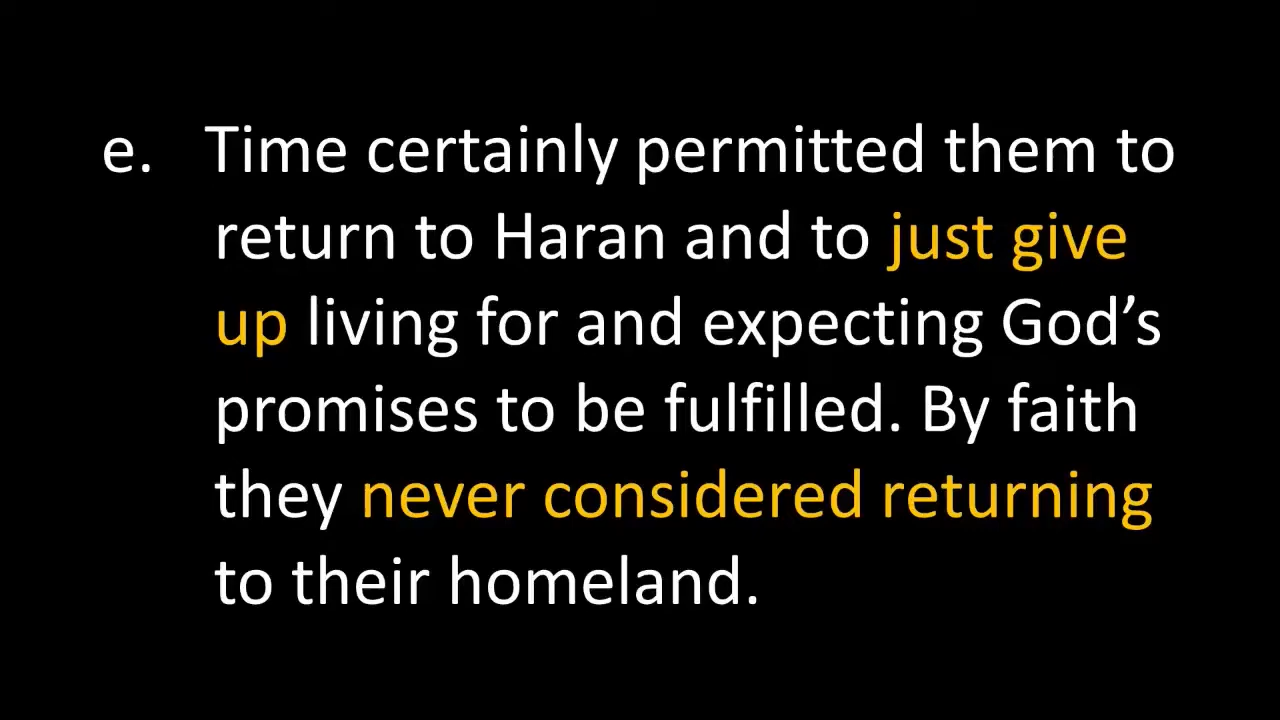 e. Time certainly permitted them to
return to Haran and to just give
up living for and expecting God’s
promises to be fulfilled. By faith
they never considered returning
to their homeland.